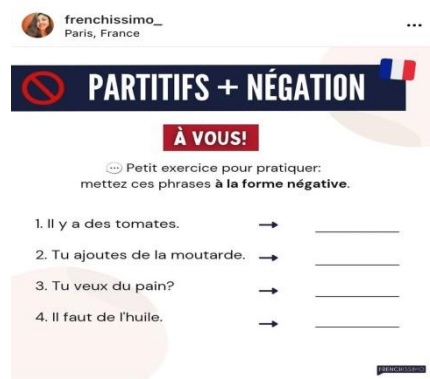 frenchissimo_
Paris, France
PARTITIFS + NÉGATION
À VOUS!
Petit exercice pour pratiquer:
mettez ces phrases à la forme négative.
1. Il y a des tomates.
2. Tu ajoutes de la moutarde.
3. Tu veux du pain?
4. Il faut de l'huile.
FRENCHISSIMO